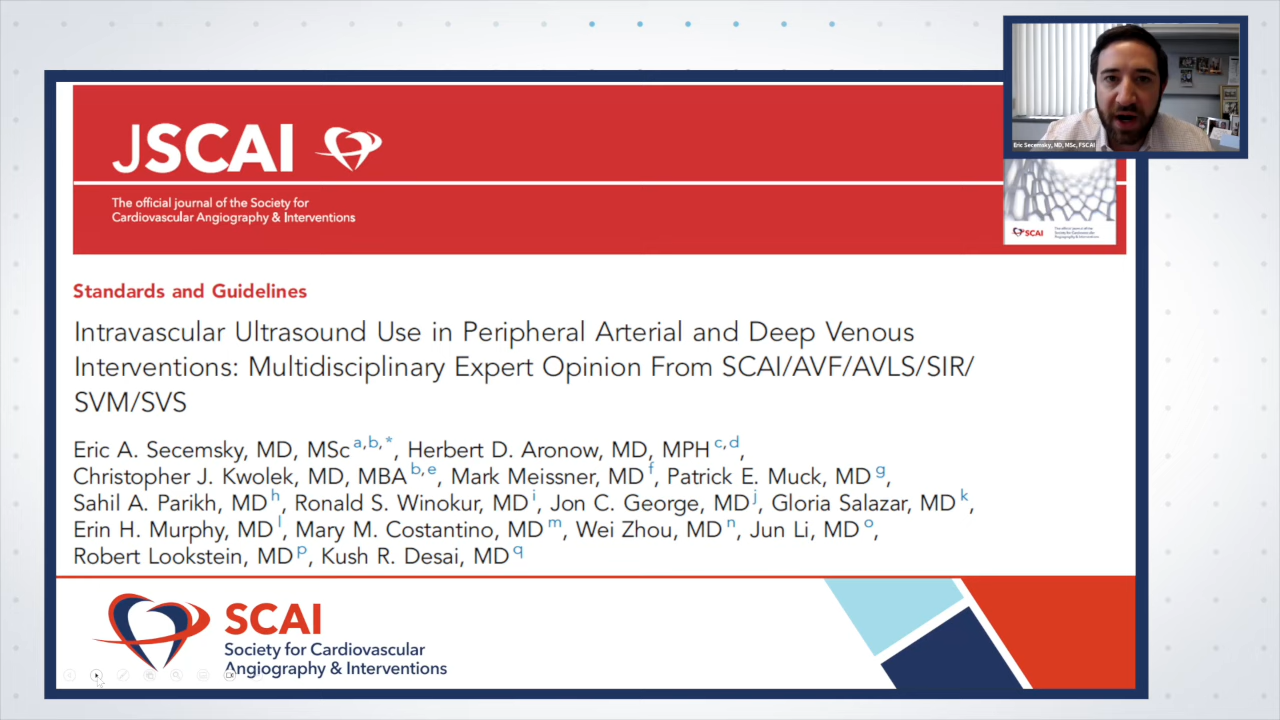 JSCAI
The official journal of the Society for
Cardiovascular Angiography & Interventions
Eric Secemsky, MD, MSc, FSCAI
SCAI
Standards and Guidelines
Intravascular Ultrasound Use in Peripheral Arterial and Deep Venous
Interventions: Multidisciplinary Expert Opinion From SCAI/AVF/AVLS/SIR/
SVM/SVS
Eric A. Secemsky, MD, MSc a,b,*, Herbert D. Aronow, MD, MPH c,d,
Christopher J. Kwolek, MD, MBA b,e, Mark Meissner, MD f, Patrick E. Muck, MD g,
Sahil A. Parikh, MD h, Ronald S. Winokur, MD i, Jon C. George, MD j, Gloria Salazar, MD k,
Erin H. Murphy, MD l, Mary M. Costantino, MD m, Wei Zhou, MD n, Jun Li, MD o,
Robert Lookstein, MD p, Kush R. Desai, MD q
SCAI
Society for Cardiovascular
Angiography & Interventions